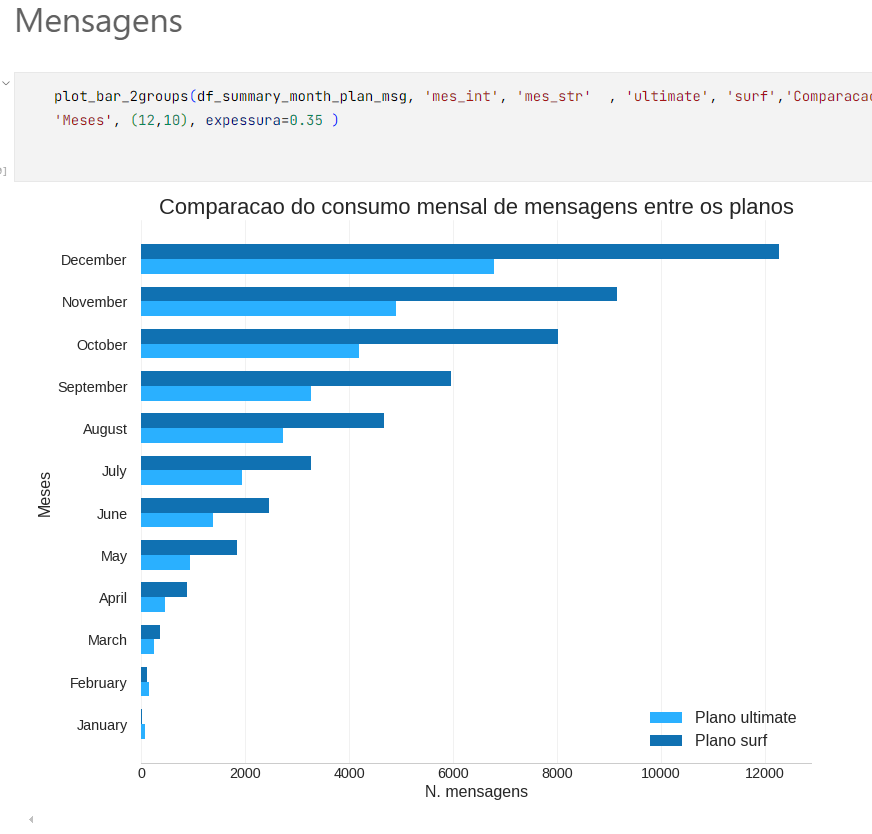 Mensagens
plot_bar_2groups(df_summary_month_plan_msg, 'mes_int', 'mes_str'  , 'ultimate', 'surf','Comparacao
'Meses', (12,10), expessura=0.35 )
Comparacao do consumo mensal de mensagens entre os planos
December
November
October
September
August
July
Meses
June
May
April
March
February
January
Plano ultimate
Plano surf
0 2000 4000 6000 8000 10000 12000
N. mensagens